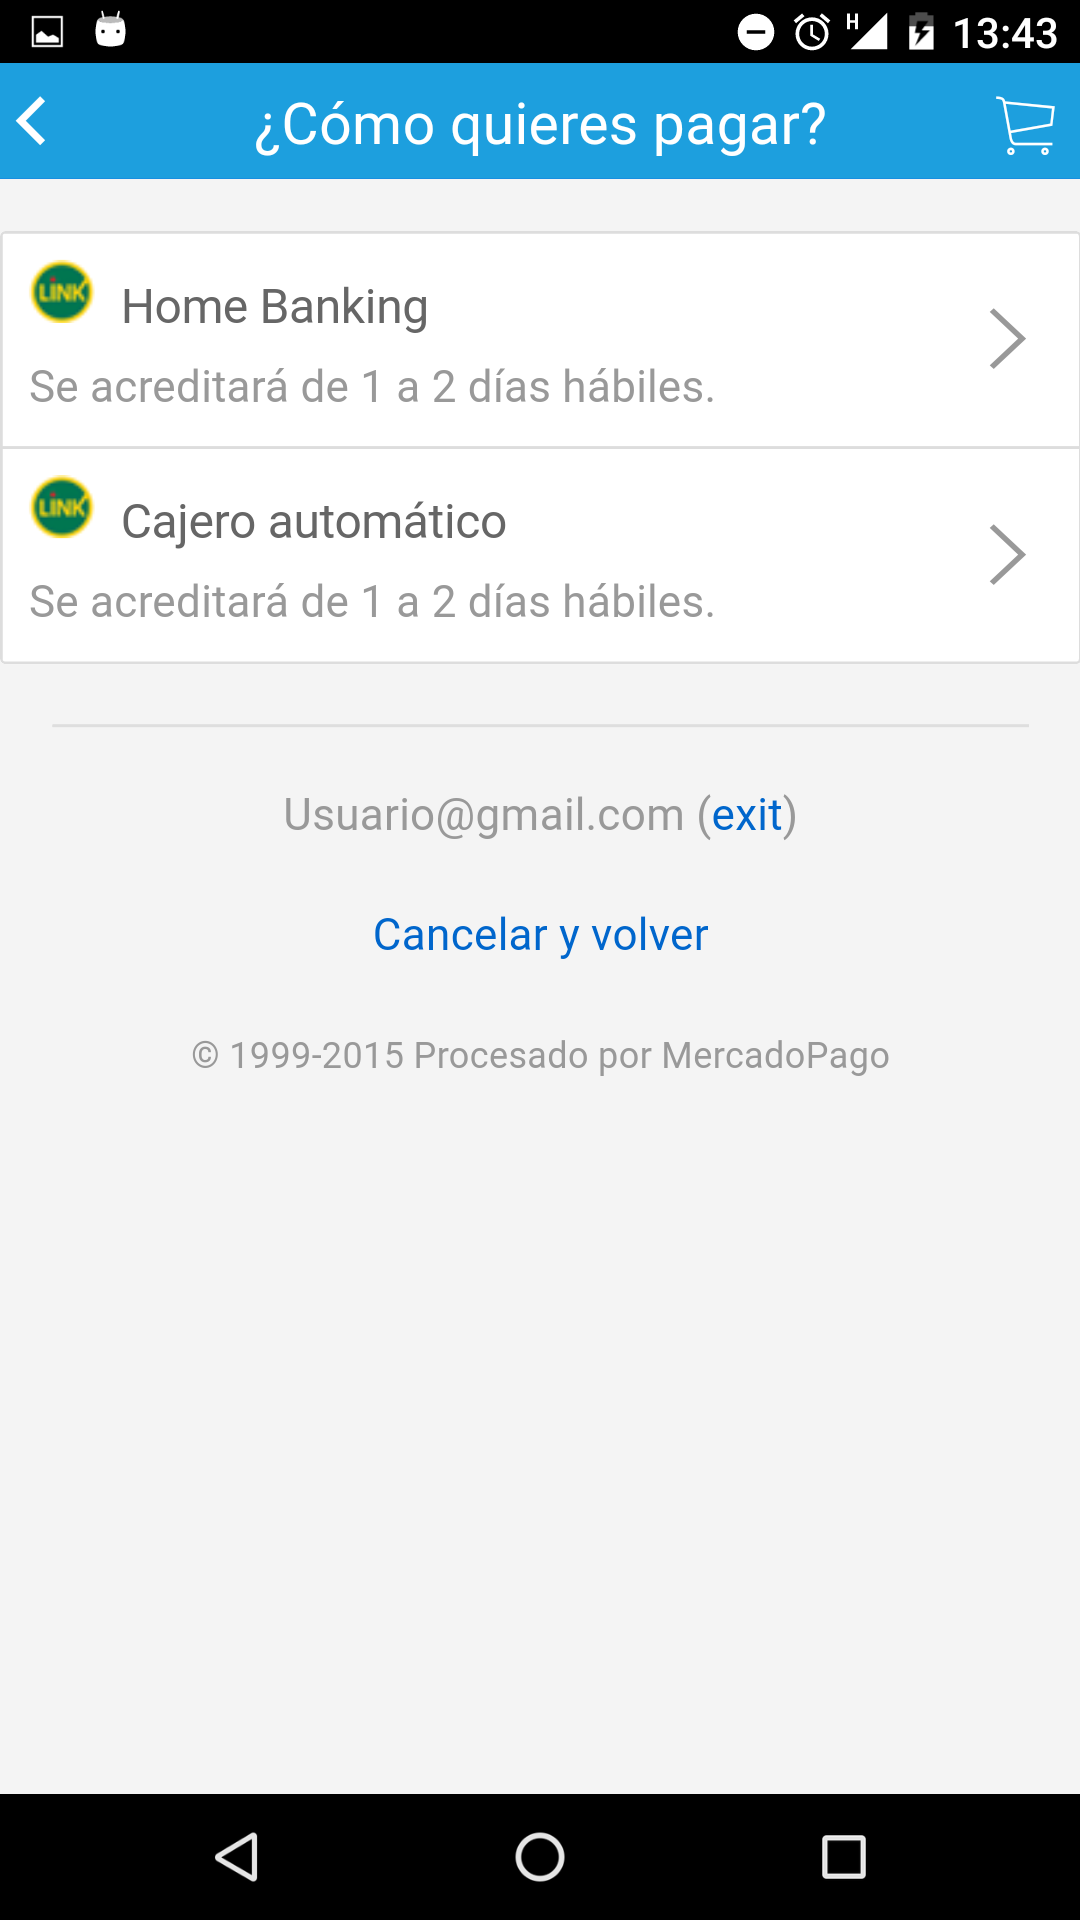 H 13:43
¿Cómo quieres pagar?
LINK Home Banking
Se acreditará de 1 a 2 días hábiles.
LINK Cajero automático
Se acreditará de 1 a 2 días hábiles.
Usuario@gmail.com (exit)
Cancelar y volver
© 1999-2015 Procesado por MercadoPago